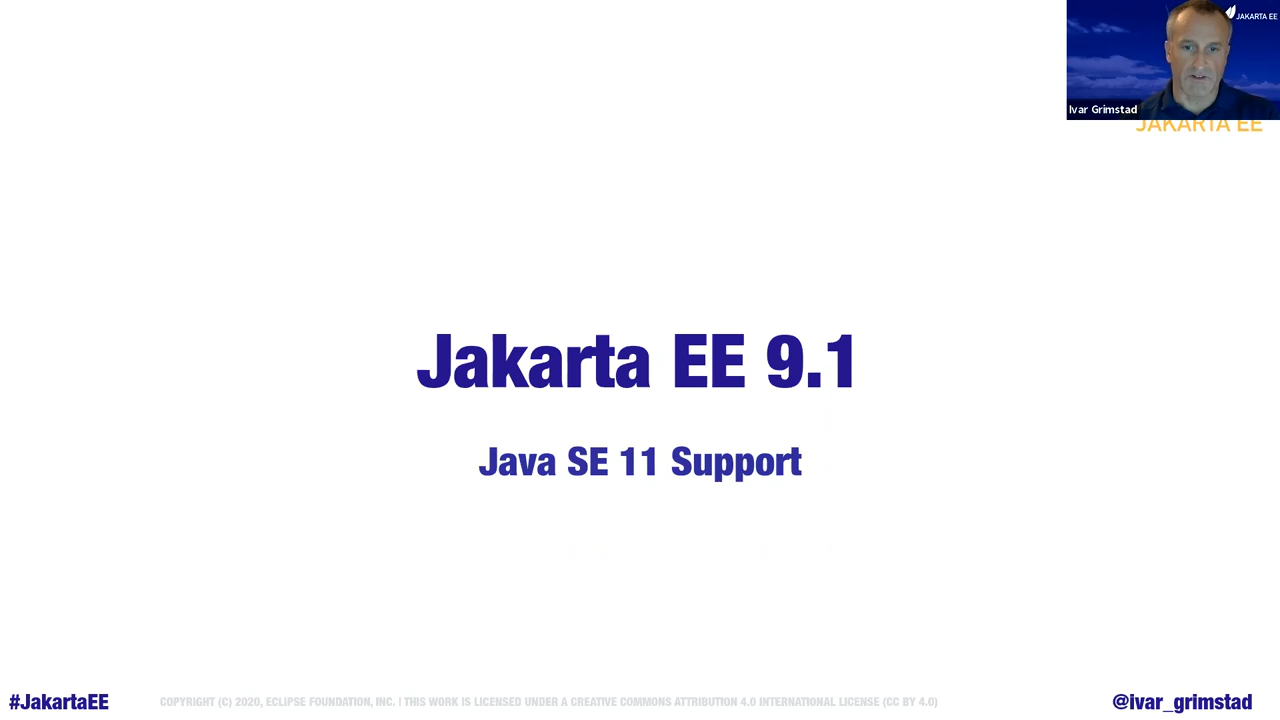 JAKARTA EE
Ivar Grimstad
JAKARTA EE
Jakarta EE 9.1
Java SE 11 Support
#JakartaEE
COPYRIGHT (C) 2020, ECLIPSE FOUNDATION, INC. | THIS WORK IS LICENSED UNDER A CREATIVE COMMONS ATTRIBUTION 4.0 INTERNATIONAL LICENSE (CC BY 4.0)
@ivar_grimstad